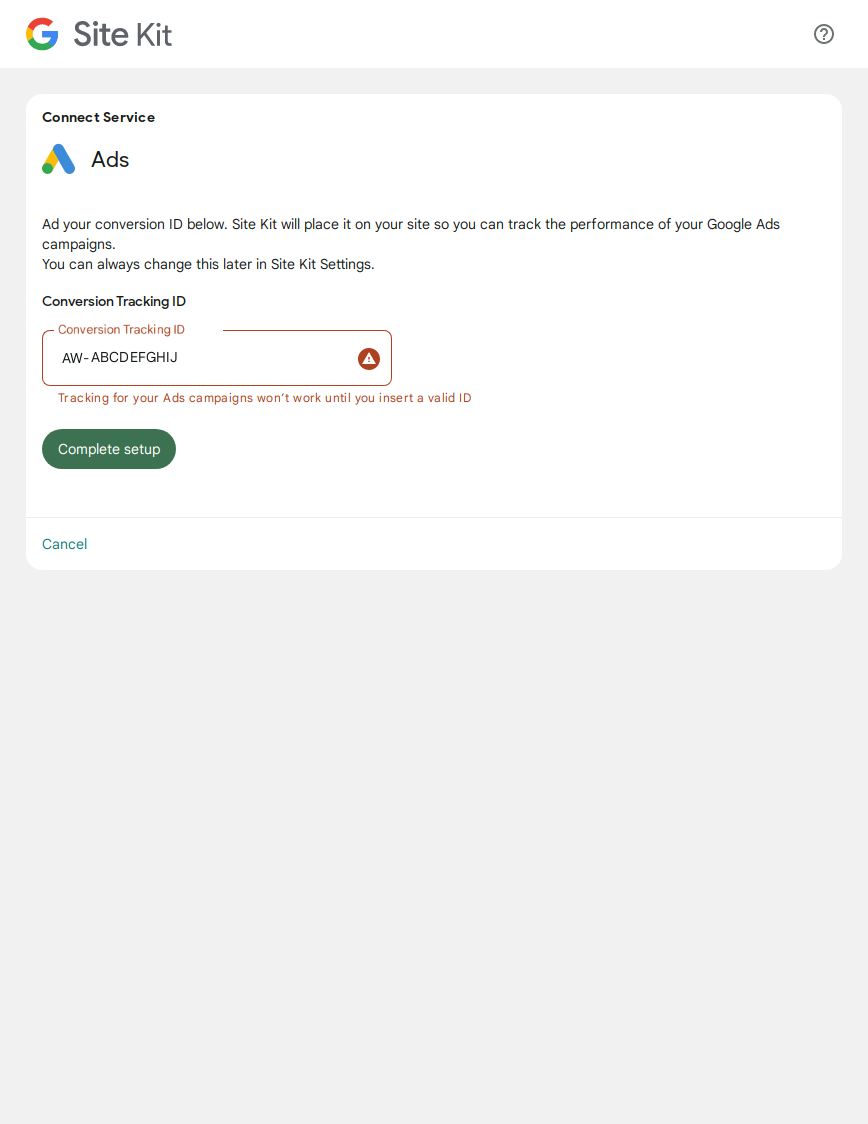 Site Kit
Connect Service
Ads
Ad your conversion ID below. Site Kit will place it on your site so you can track the performance of your Google Ads
campaigns.
You can always change this later in Site Kit Settings.
Conversion Tracking ID
Conversion Tracking ID
AW-ABCDEFGHIJ
Tracking for your Ads campaigns won’t work until you insert a valid ID
Complete setup
Cancel